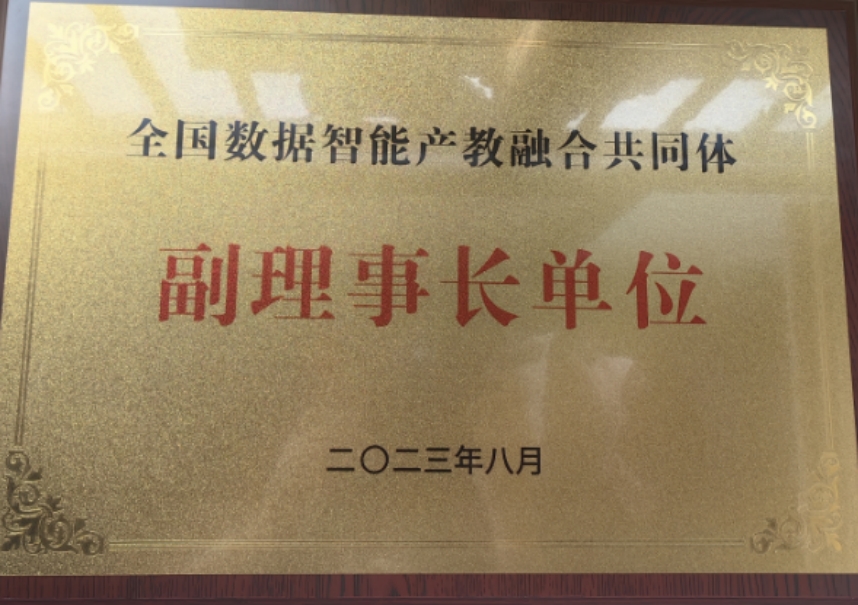 全国数据智能产教融合共同体
副理事长单位
二〇二三年八月